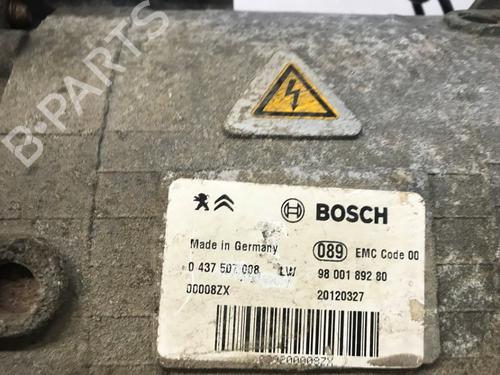 B-PARTS
BOSCH
Made in Germany
089 EMC Code 00
0 437 507 008 LW 98 001 892 80
00008ZX 20120327